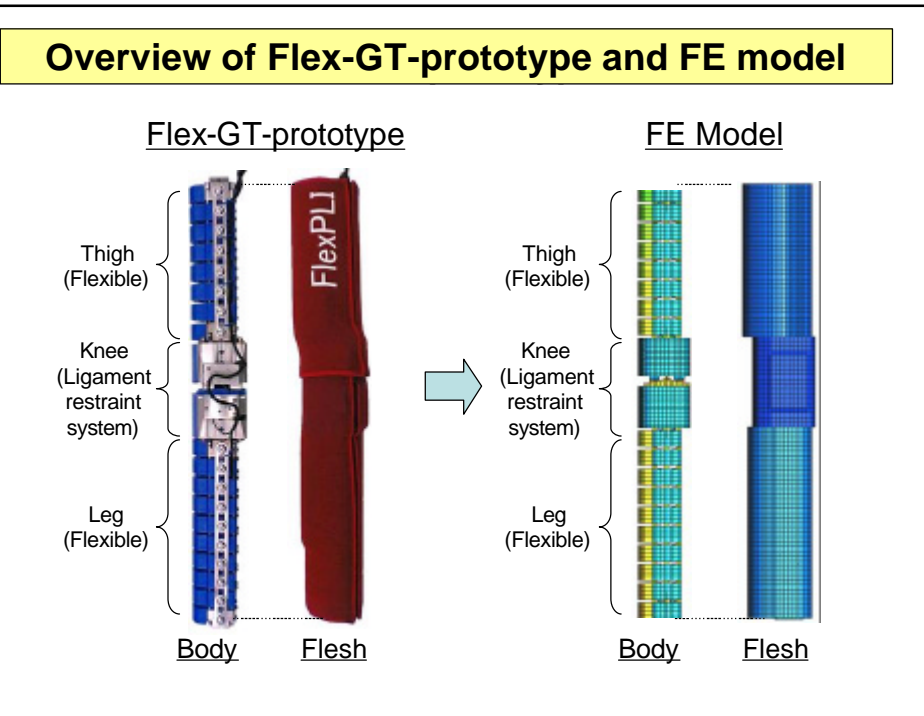 Overview of Flex-GT-prototype and FE model
Flex-GT-prototype
FE Model
FlexPLI
Thigh
(Flexible)
Knee
(Ligament
restraint
system)
Leg
(Flexible)
Body
Flesh
Thigh
(Flexible)
Knee
(Ligament
restraint
system)
Leg
(Flexible)
Body
Flesh